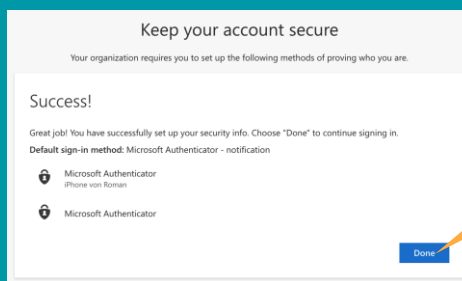 Keep your account secure
Your organization requires you to set up the following methods of proving who you are.
Success!
Great job! You have successfully set up your security info. Choose "Done" to continue signing in.
Default sign-in method: Microsoft Authenticator - notification
Microsoft Authenticator
iPhone von Roman
Microsoft Authenticator
Done